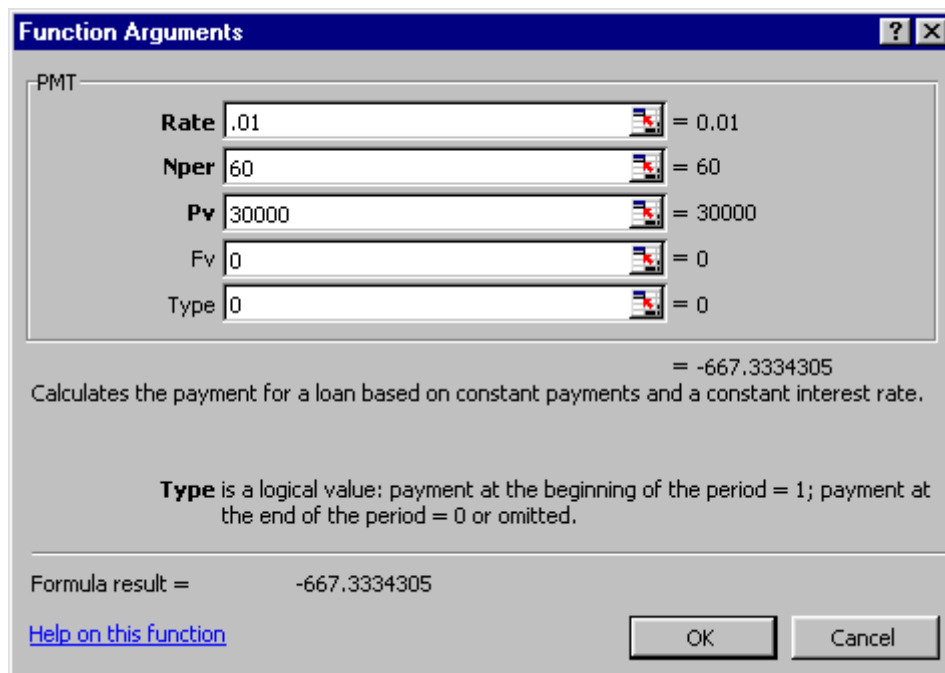 Function Arguments
PMT
Rate .01 = 0.01
Nper 60 = 60
Pv 30000 = 30000
Fv 0 = 0
Type 0 = 0
= -667.3334305
Calculates the payment for a loan based on constant payments and a constant interest rate.
Type is a logical value: payment at the beginning of the period = 1; payment at
the end of the period = 0 or omitted.
Formula result = -667.3334305
Help on this function OK Cancel